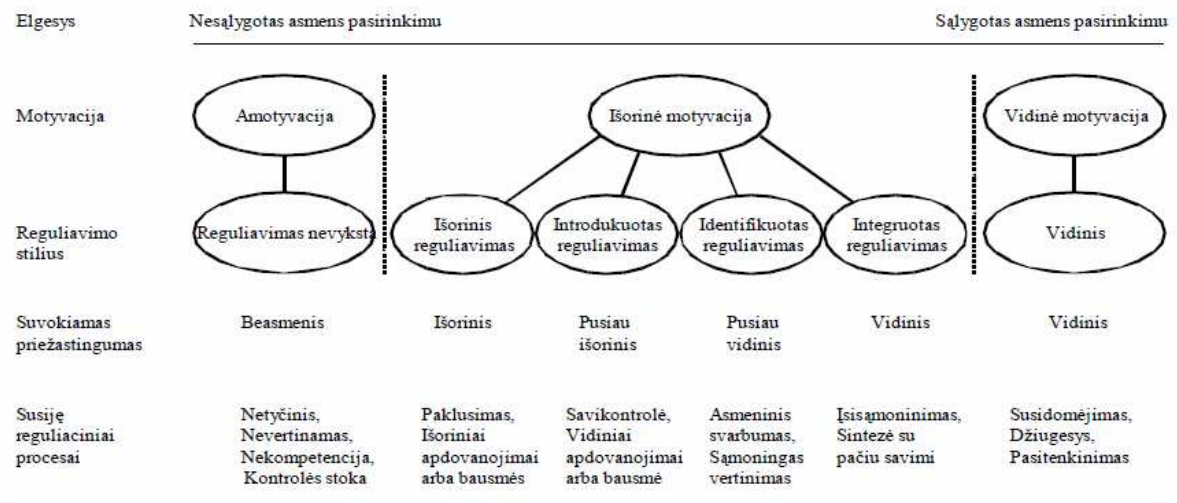 Elgesys
Nesąlygotas asmens pasirinkimu
Sąlygotas asmens pasirinkimu
Motyvacija
Amotyvacija
Išorinė motyvacija
Vidinė motyvacija
Reguliavimo
stilius
Reguliavimas nevyksta
Išorinis
reguliavimas
Introdukuotas
reguliavimas
Identifikuotas
reguliavimas
Integruotas
reguliavimas
Vidinis
Suvokiamas
priežastingumas
Beasmenis
Išorinis
Pusiau
išorinis
Pusiau
vidinis
Vidinis
Vidinis
Susiję
reguliaciniai
procesai
Netyčinis,
Nevertinamas,
Nekompetencija,
Kontrolės stoka
Paklusimas,
Išoriniai
apdovanojimai
arba bausmės
Savikontrolė,
Vidiniai
apdovanojimai
arba bausmė
Asmeninis
svarbumas,
Sąmoningas
vertinimas
Įsisąmoninimas,
Sintezė su
pačiu savimi
Susidomėjimas,
Džiugesys,
Pasitenkinimas